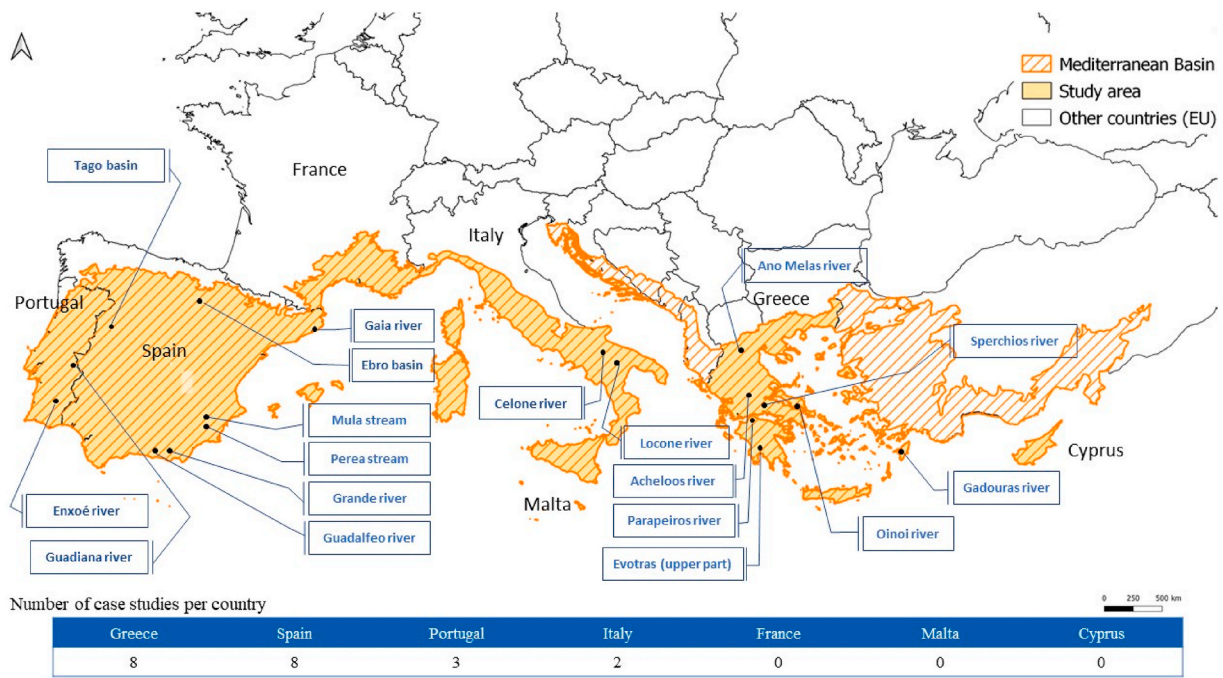 Mediterranean Basin
Study area
Other countries (EU)
Tago basin
France
Italy
Ano Melas river
Portugal
Greece
Gaia river
Spain
Sperchios river
Ebro basin
Celone river
Mula stream
Locone river
Perea stream
Cyprus
Acheloos river
Grande river
Gadouras river
Malta
Enxoé river
Parapeiros river
Guadalfeo river
Oinoi river
Guadiana river
Evotras (upper part)
Number of case studies per country
0 250 500 km
Greece Spain Portugal Italy France Malta Cyprus
8 8 3 2 0 0 0